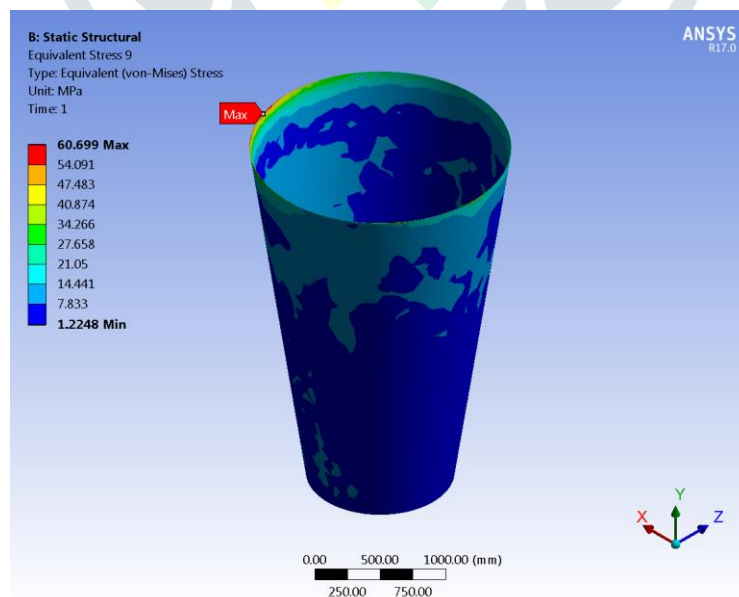 B: Static Structural
Equivalent Stress 9
Type: Equivalent (von-Mises) Stress
Unit: MPa
Time: 1
ANSYS
R17.0
Max
60.699 Max
54.091
47.483
40.874
34.266
27.658
21.05
14.441
7.833
1.2248 Min
Y
X
Z
0.00 500.00 1000.00 (mm)
250.00 750.00